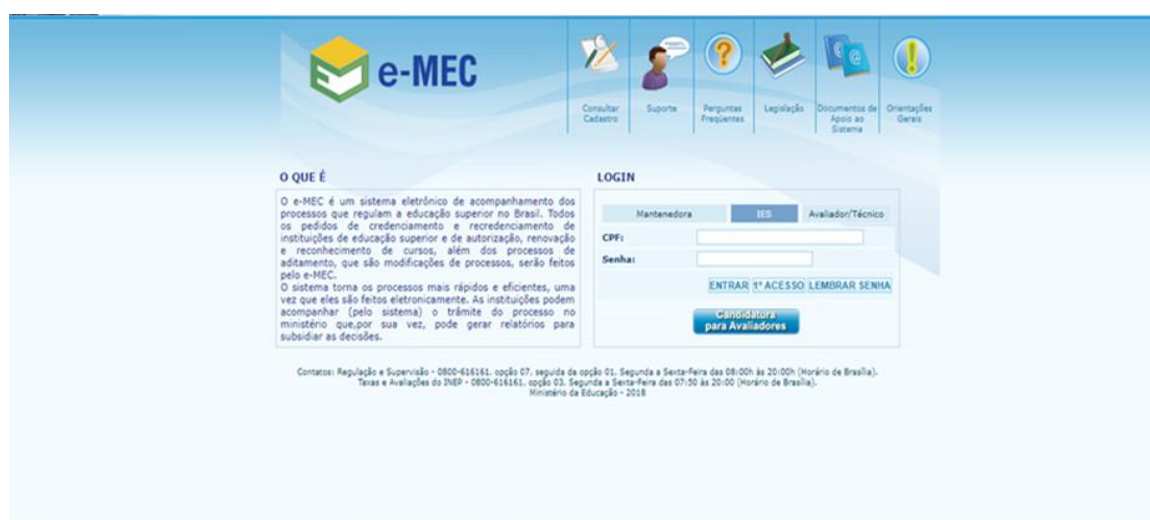 e-MEC
Consultar
Cadastro
Suporte
Perguntas
Freqüentes
Legislação
Documentos de
Apoio ao
Sistema
Orientações
Gerais
O QUE É
O e-MEC é um sistema eletrônico de acompanhamento dos
processos que regulam a educação superior no Brasil. Todos
os pedidos de credenciamento e recredenciamento de
instituições de educação superior e de autorização, renovação
e reconhecimento de cursos, além dos processos de
aditamento, que são modificações de processos, serão feitos
pelo e-MEC.
O sistema torna os processos mais rápidos e eficientes, uma
vez que eles são feitos eletronicamente. As instituições podem
acompanhar (pelo sistema) o trâmite do processo no
ministério que,por sua vez, pode gerar relatórios para
subsidiar as decisões.
LOGIN
Mantenedora IES Avaliador/Técnico
CPF:
Senha:
ENTRAR 1º ACESSO LEMBRAR SENHA
Candidatura
para Avaliadores
Contatos: Regulação e Supervisão - 0800-616161, opção 07, seguida da opção 01. Segunda a Sexta-Feira das 08:00h às 20:00h (Horário de Brasília).
Taxas e Avaliações do INEP - 0800-616161, opção 03. Segunda a Sexta-Feira das 07:50 às 20:00 (Horário de Brasília).
Ministério da Educação - 2018